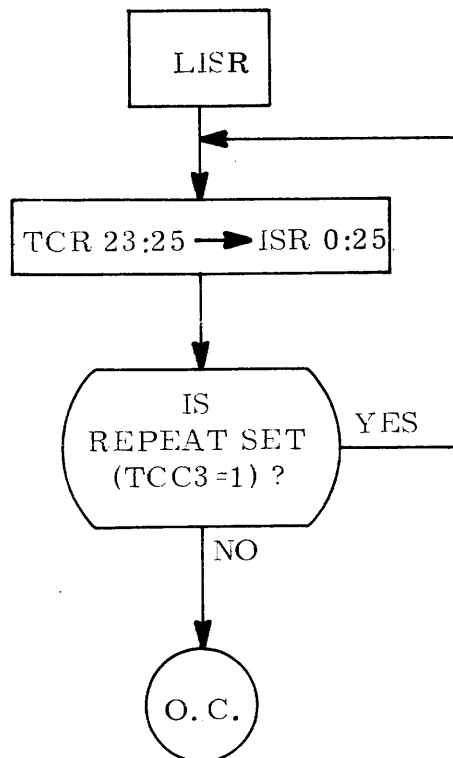 LISR
TCR 23:25 → ISR 0:25
IS
REPEAT SET
(TCC3=1) ?
YES
NO
O. C.